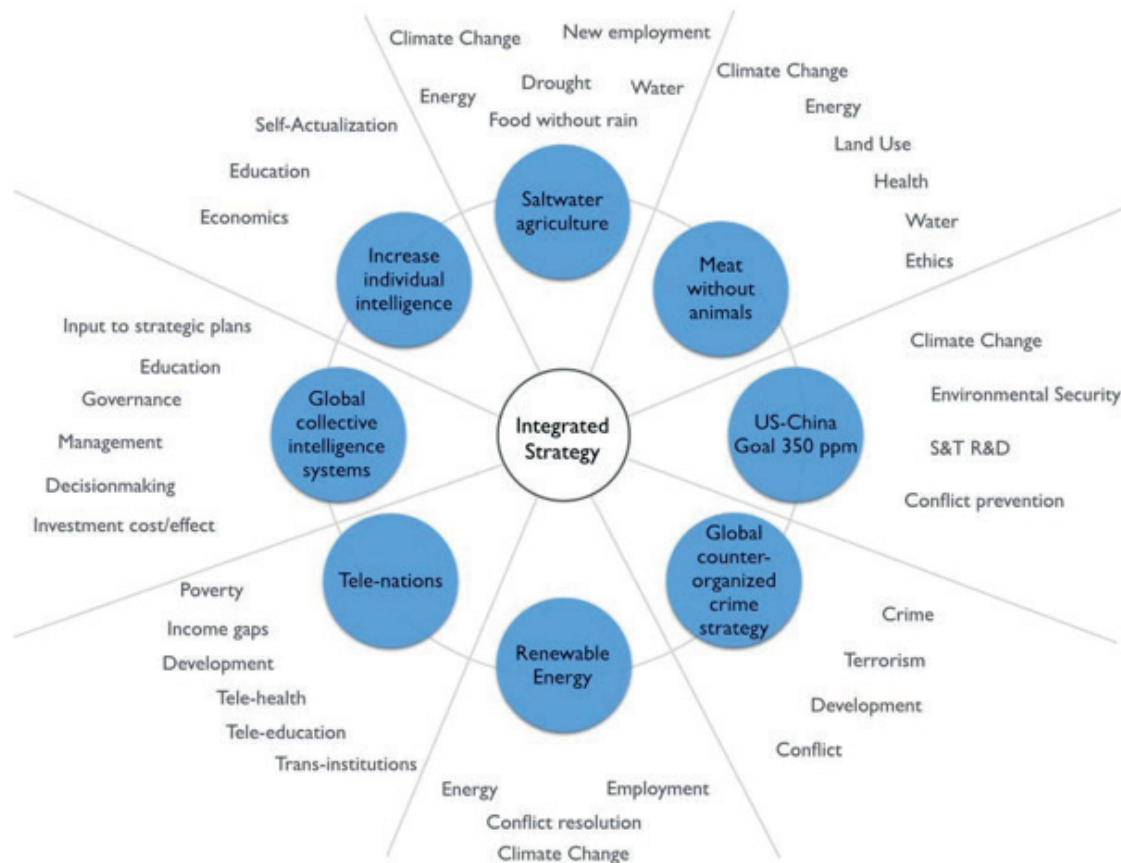 Climate Change
New employment
Energy
Drought
Water
Food without rain
Saltwater
agriculture
Climate Change
Energy
Land Use
Health
Water
Ethics
Meat
without
animals
Climate Change
Environmental Security
S&T R&D
Conflict prevention
US-China
Goal 350 ppm
Crime
Terrorism
Development
Conflict
Global
counter-
organized
crime
strategy
Renewable
Energy
Energy
Employment
Conflict resolution
Climate Change
Tele-nations
Poverty
Income gaps
Development
Tele-health
Tele-education
Trans-institutions
Global
collective
intelligence
systems
Input to strategic plans
Education
Governance
Management
Decisionmaking
Investment cost/effect
Increase
individual
intelligence
Self-Actualization
Education
Economics
Integrated
Strategy